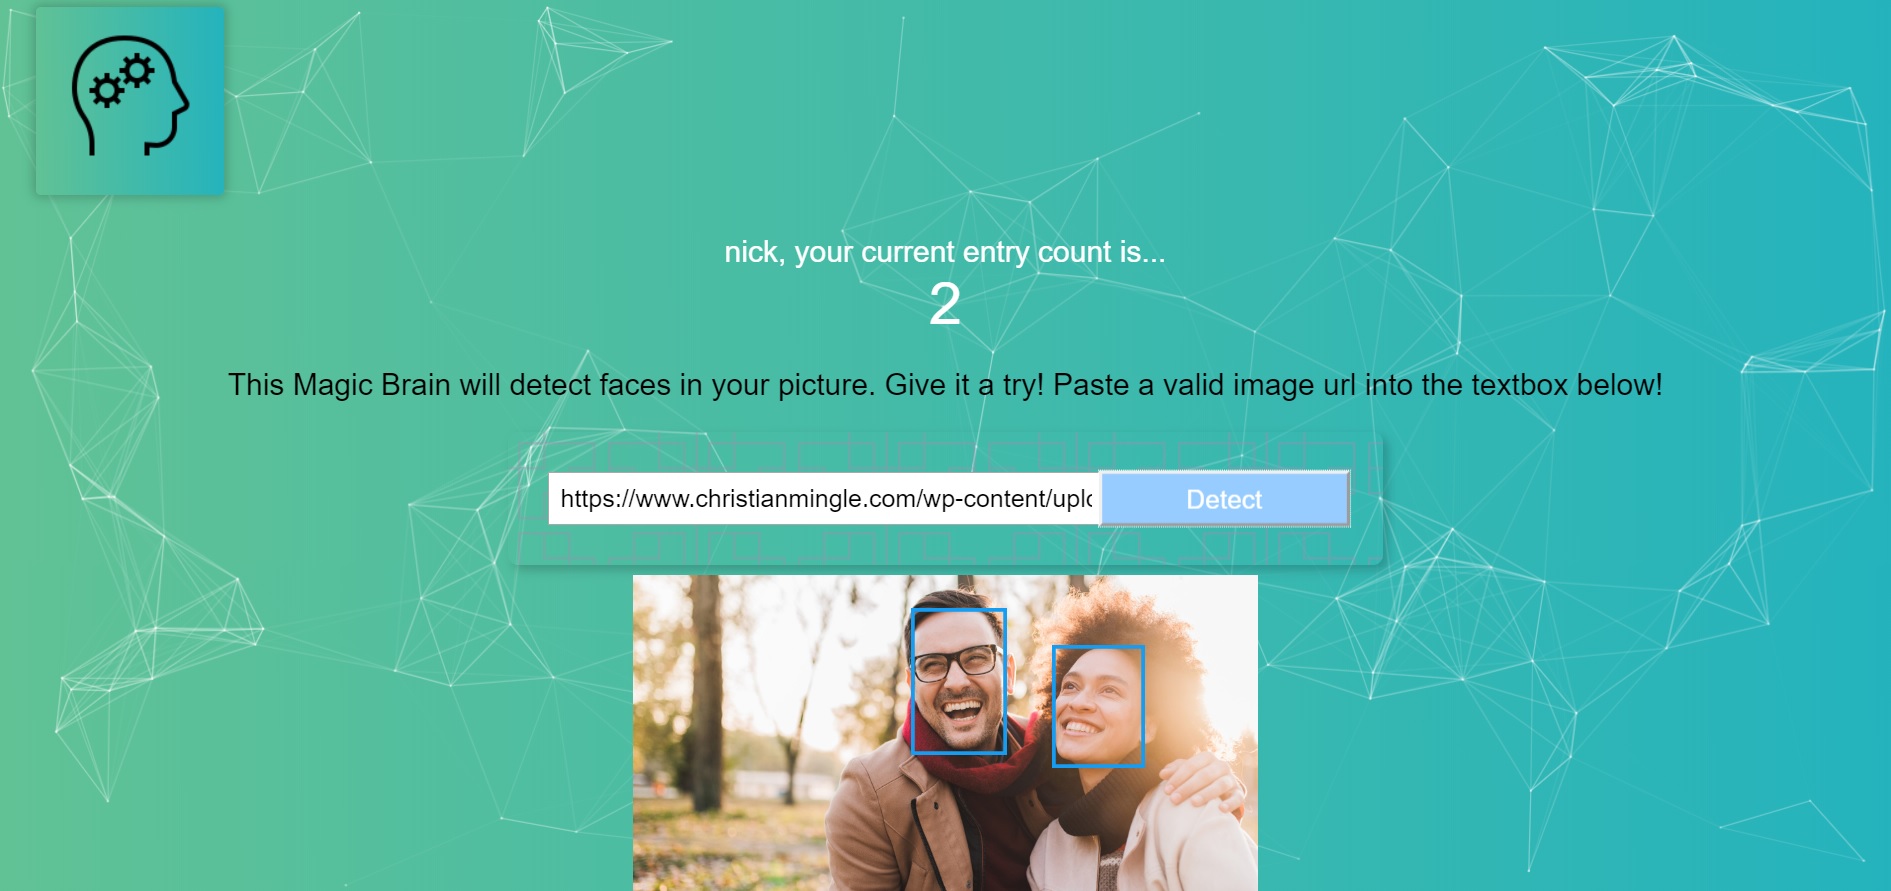 nick, your current entry count is...
2
This Magic Brain will detect faces in your picture. Give it a try! Paste a valid image url into the textbox below!
https://www.christianmingle.com/wp-content/uplo
Detect